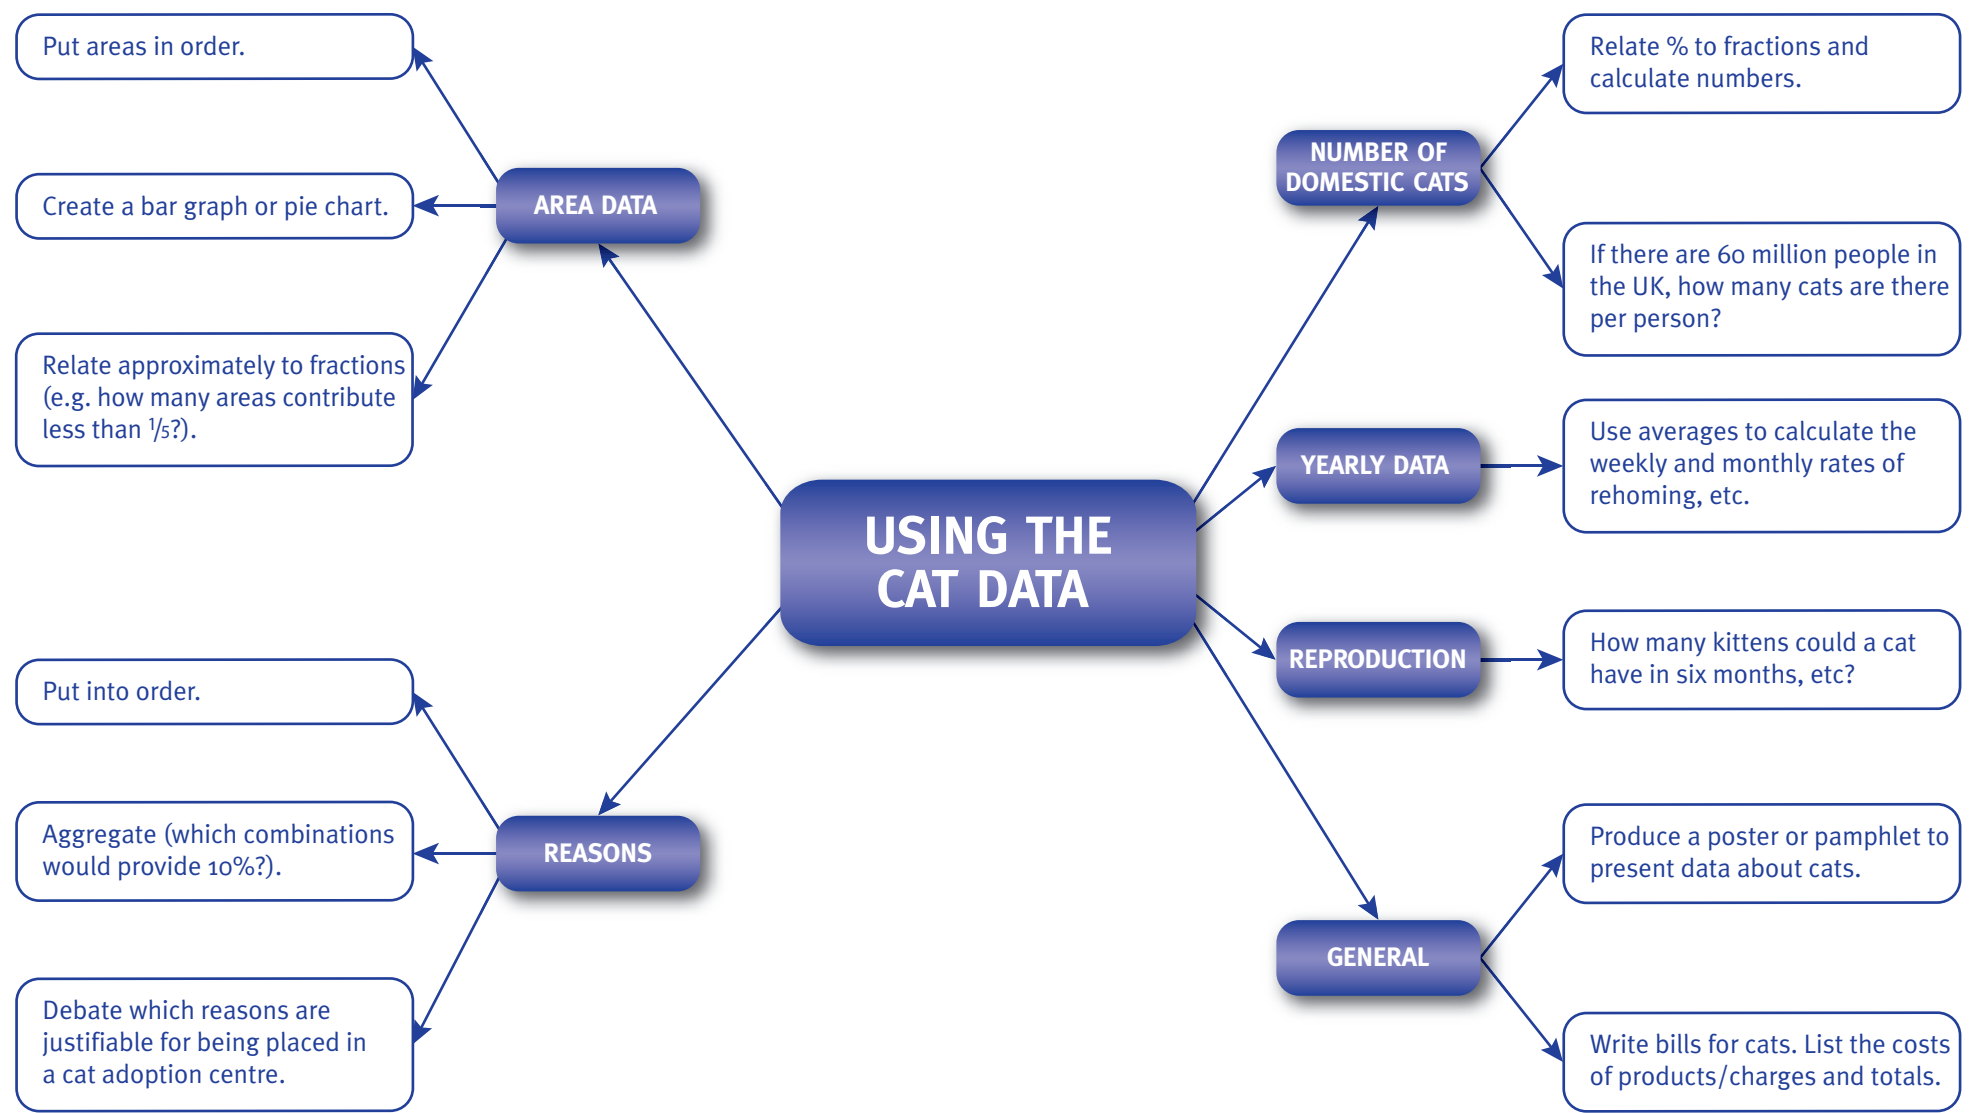 USING THE
CAT DATA
AREA DATA
Put areas in order.
Create a bar graph or pie chart.
Relate approximately to fractions
(e.g. how many areas contribute
less than 1/5?).
REASONS
Put into order.
Aggregate (which combinations
would provide 10%?).
Debate which reasons are
justifiable for being placed in
a cat adoption centre.
NUMBER OF
DOMESTIC CATS
Relate % to fractions and
calculate numbers.
If there are 60 million people in
the UK, how many cats are there
per person?
YEARLY DATA
Use averages to calculate the
weekly and monthly rates of
rehoming, etc.
REPRODUCTION
How many kittens could a cat
have in six months, etc?
GENERAL
Produce a poster or pamphlet to
present data about cats.
Write bills for cats. List the costs
of products/charges and totals.